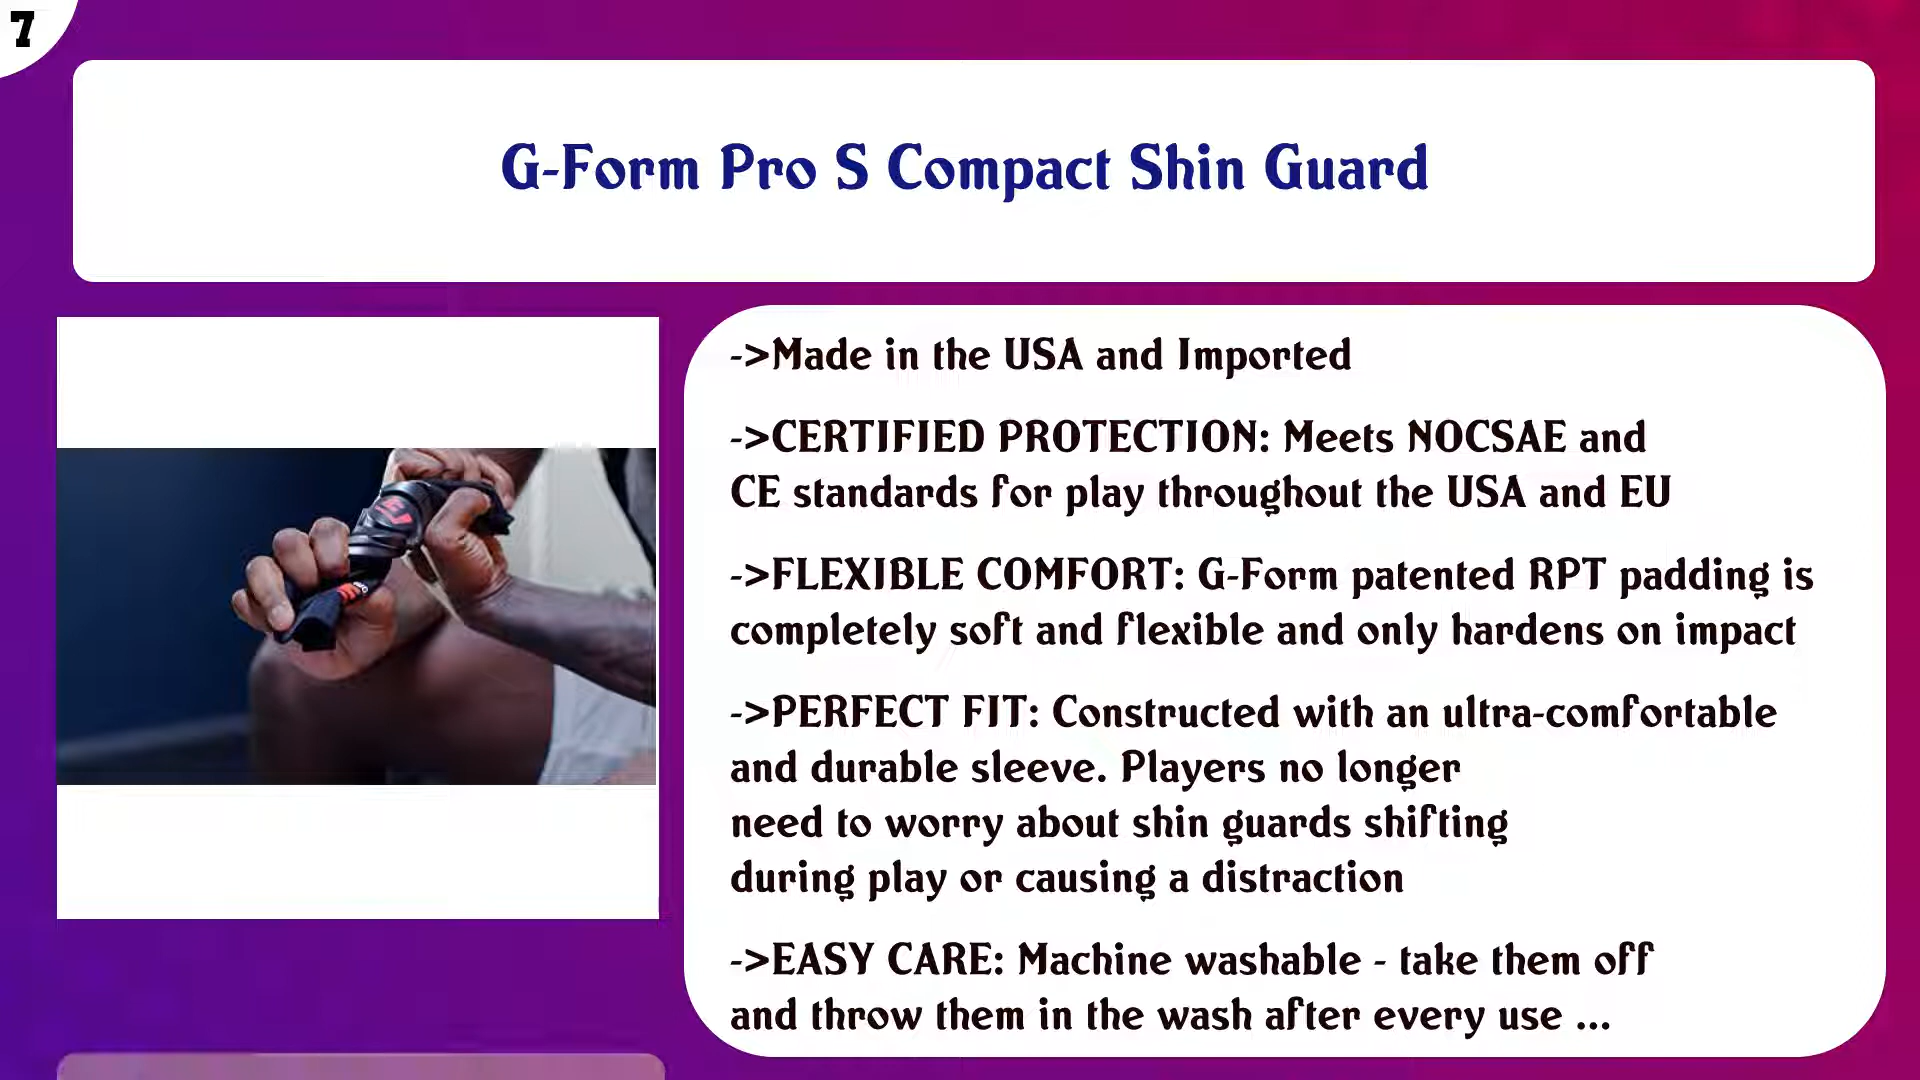 7
G-Form Pro S Compact Shin Guard
->Made in the USA and Imported
->CERTIFIED PROTECTION: Meets NOCSAE and
CE standards for play throughout the USA and EU
->FLEXIBLE COMFORT: G-Form patented RPT padding is
completely soft and flexible and only hardens on impact
->PERFECT FIT: Constructed with an ultra-comfortable
and durable sleeve. Players no longer
need to worry about shin guards shifting
during play or causing a distraction
->EASY CARE: Machine washable - take them off
and throw them in the wash after every use ...